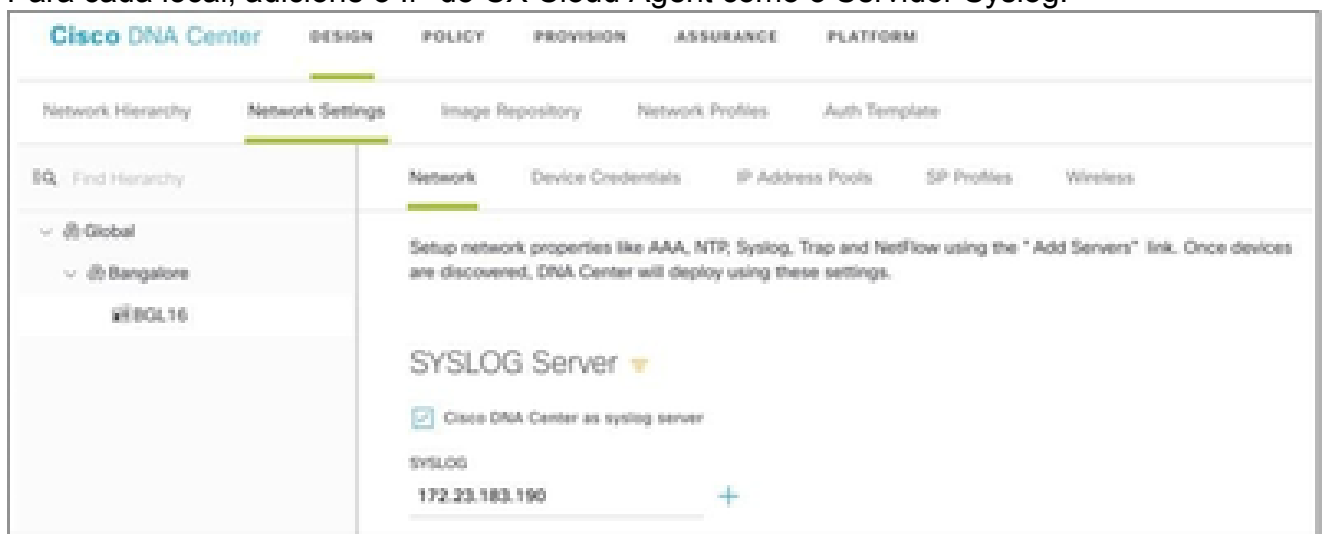 Para cada local, adicione o IP do CX Cloud Agent como o Servidor Syslog.
Cisco DNA Center DESIGN POLICY PROVISION ASSURANCE PLATFORM
Network Hierarchy Network Settings Image Repository Network Profiles Auth Template
Find Hierarchy
Network Device Credentials IP Address Pools SP Profiles Wireless
Global
Bangalore
BGL16
Setup network properties like AAA, NTP, Syslog, Trap and NetFlow using the "Add Servers" link. Once devices
are discovered, DNA Center will deploy using these settings.
SYSLOG Server
Cisco DNA Center as syslog server
SYSLOG
172.23.183.190